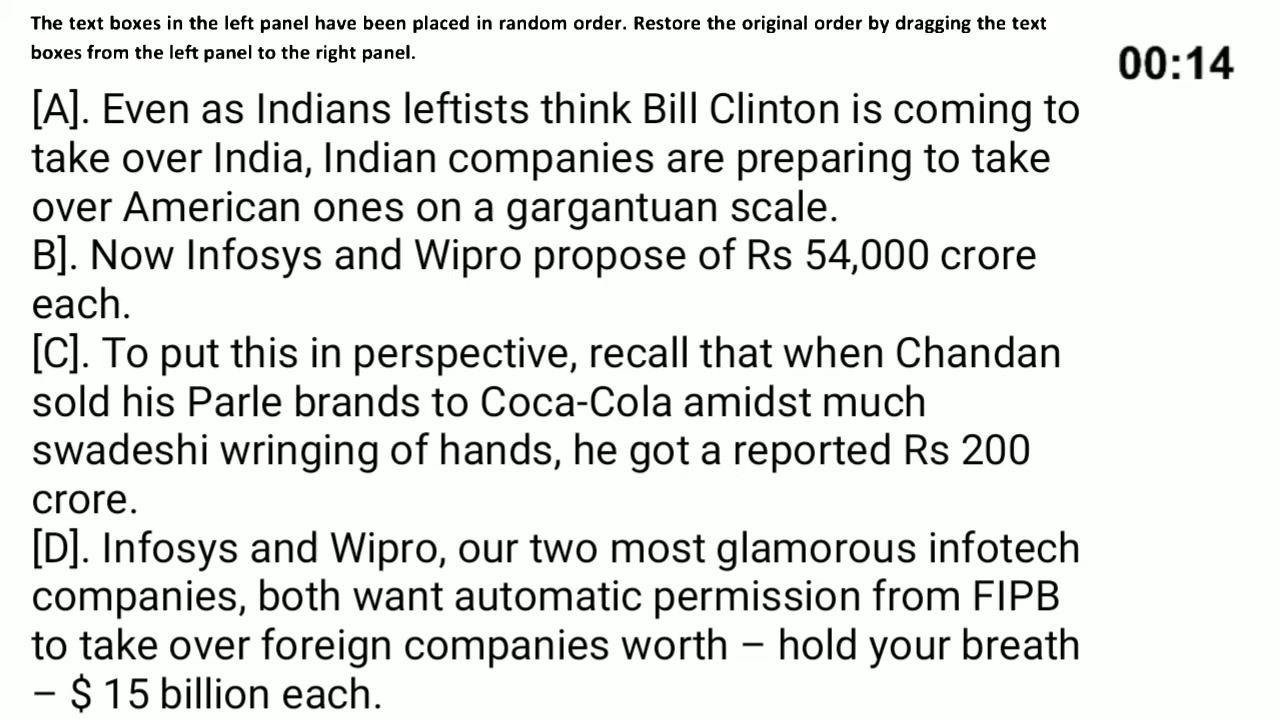 The text boxes in the left panel have been placed in random order. Restore the original order by dragging the text
boxes from the left panel to the right panel.
00:14
[A]. Even as Indians leftists think Bill Clinton is coming to
take over India, Indian companies are preparing to take
over American ones on a gargantuan scale.
B]. Now Infosys and Wipro propose of Rs 54,000 crore
each.
[C]. To put this in perspective, recall that when Chandan
sold his Parle brands to Coca-Cola amidst much
swadeshi wringing of hands, he got a reported Rs 200
crore.
[D]. Infosys and Wipro, our two most glamorous infotech
companies, both want automatic permission from FIPB
to take over foreign companies worth – hold your breath
– $ 15 billion each.